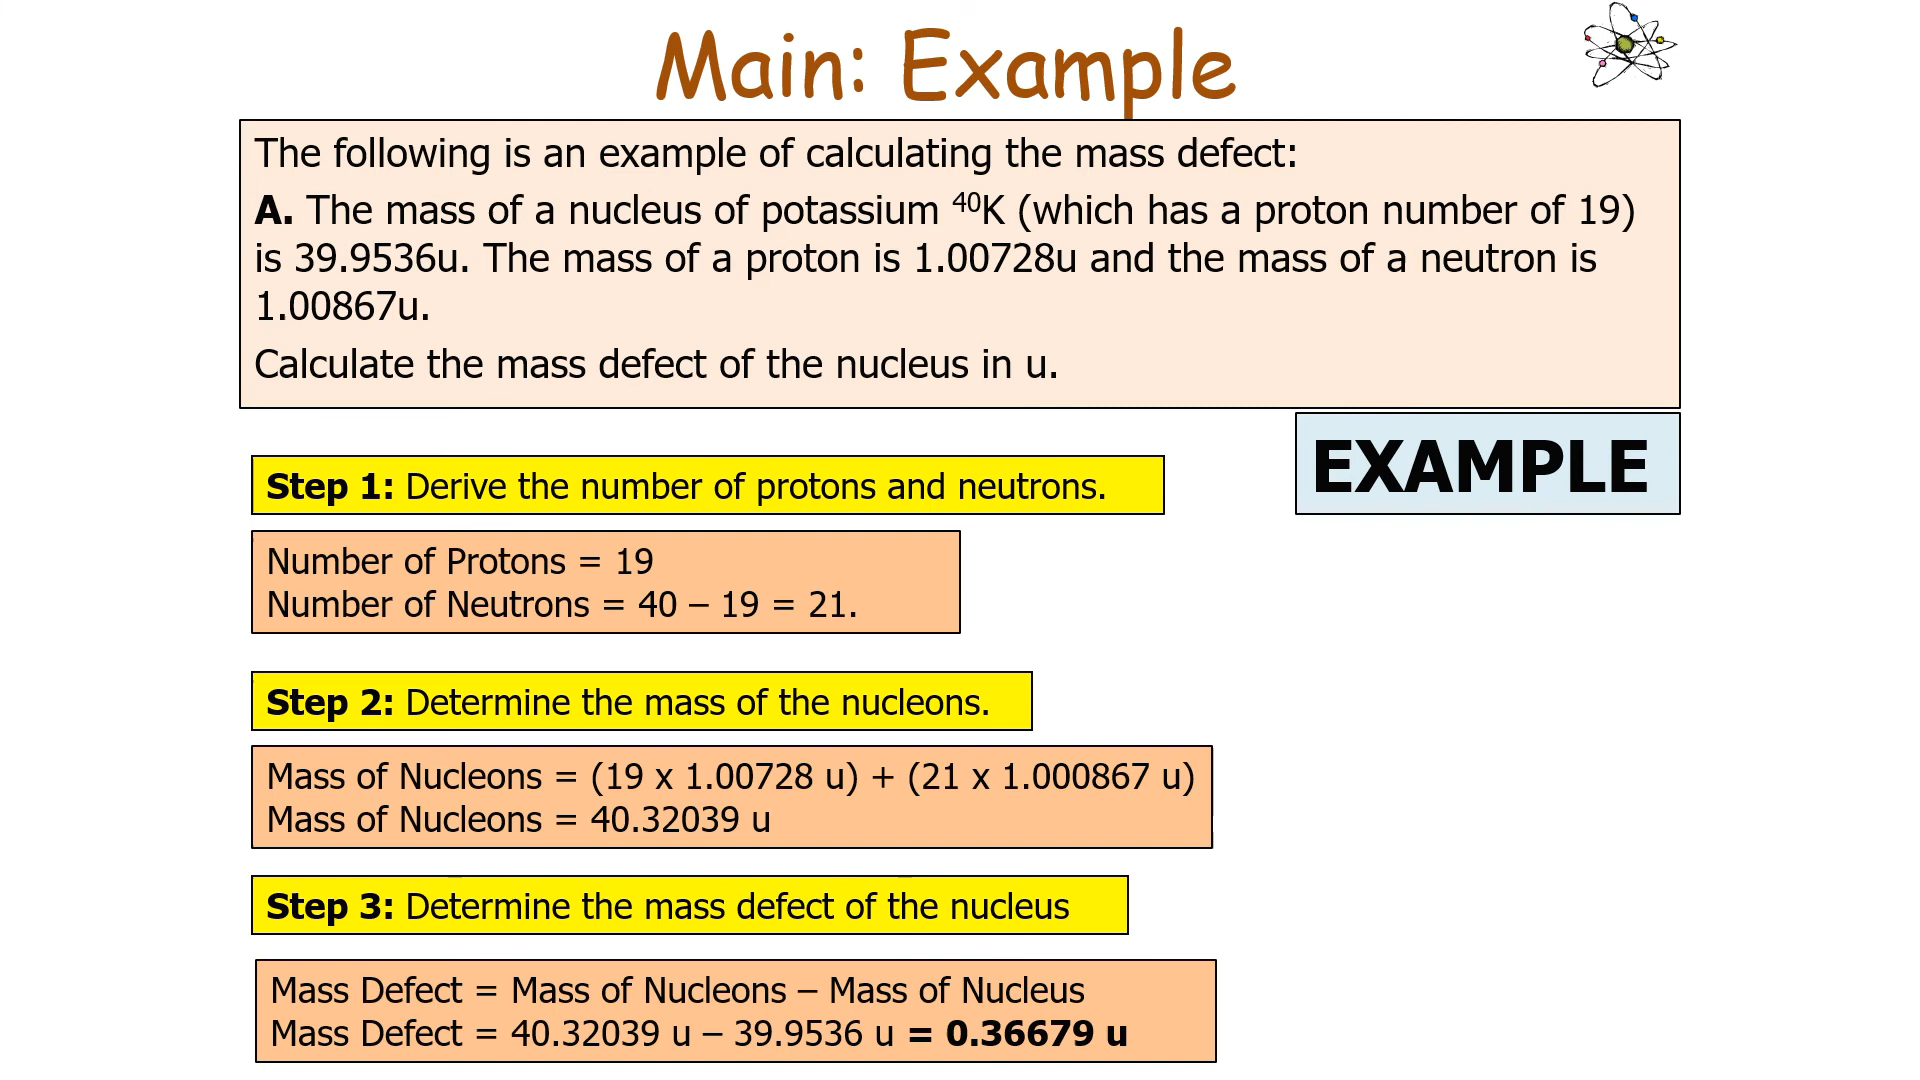 Main: Example
The following is an example of calculating the mass defect:
A. The mass of a nucleus of potassium ⁴⁰K (which has a proton number of 19)
is 39.9536u. The mass of a proton is 1.00728u and the mass of a neutron is
1.00867u.
Calculate the mass defect of the nucleus in u.
EXAMPLE
Step 1: Derive the number of protons and neutrons.
Number of Protons = 19
Number of Neutrons = 40 – 19 = 21.
Step 2: Determine the mass of the nucleons.
Mass of Nucleons = (19 x 1.00728 u) + (21 x 1.000867 u)
Mass of Nucleons = 40.32039 u
Step 3: Determine the mass defect of the nucleus
Mass Defect = Mass of Nucleons – Mass of Nucleus
Mass Defect = 40.32039 u – 39.9536 u = 0.36679 u